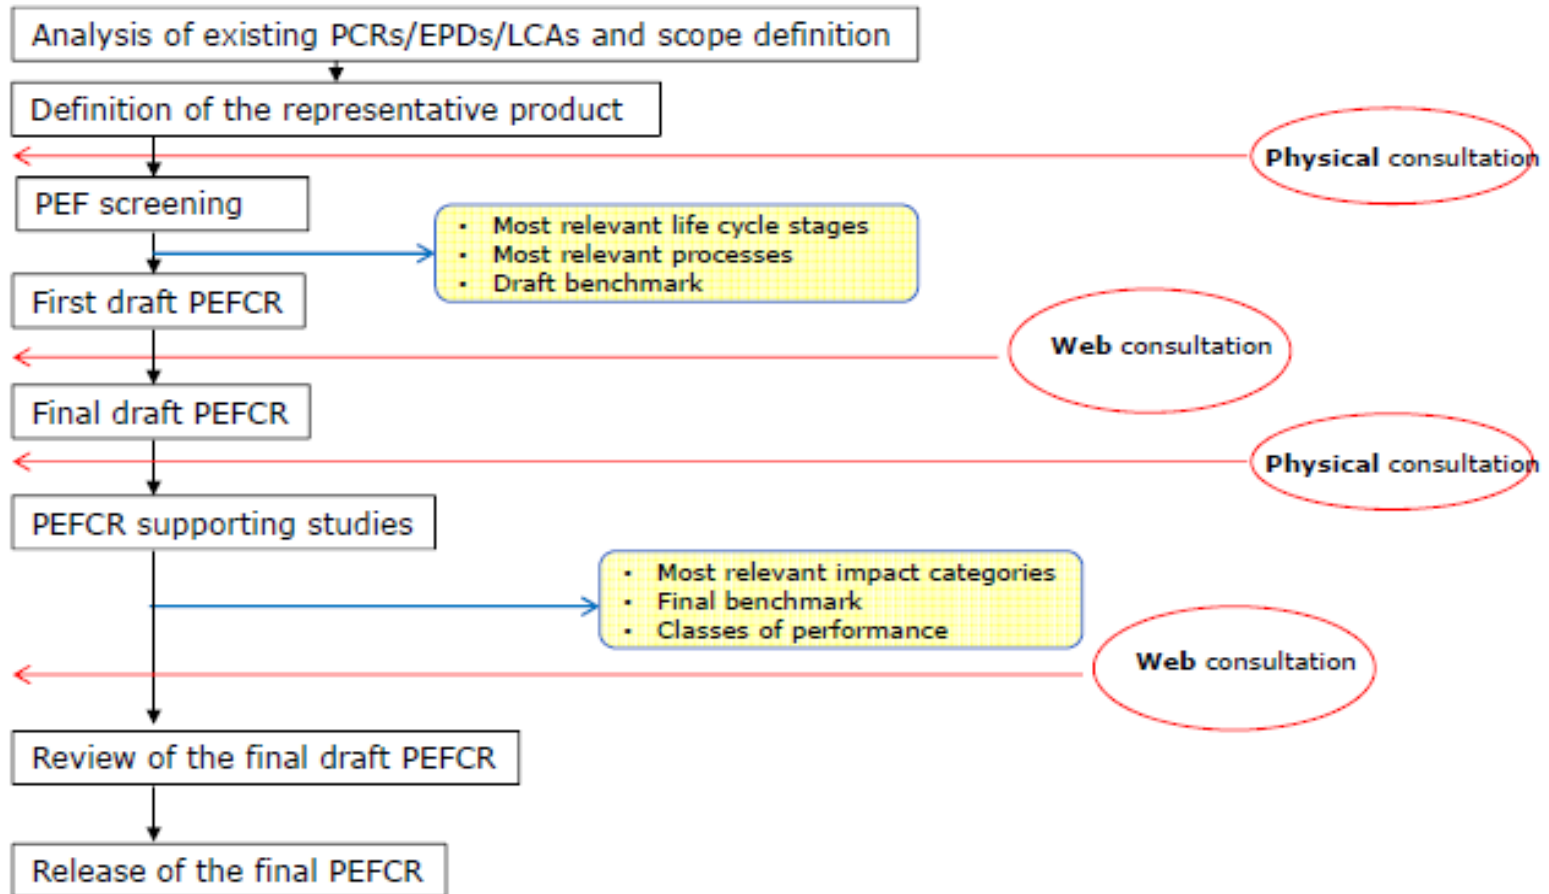 Analysis of existing PCRs/EPDs/LCAs and scope definition
Definition of the representative product
Physical consultation
PEF screening
• Most relevant life cycle stages
• Most relevant processes
• Draft benchmark
First draft PEFCR
Web consultation
Final draft PEFCR
Physical consultation
PEFCR supporting studies
• Most relevant impact categories
• Final benchmark
• Classes of performance
Web consultation
Review of the final draft PEFCR
Release of the final PEFCR